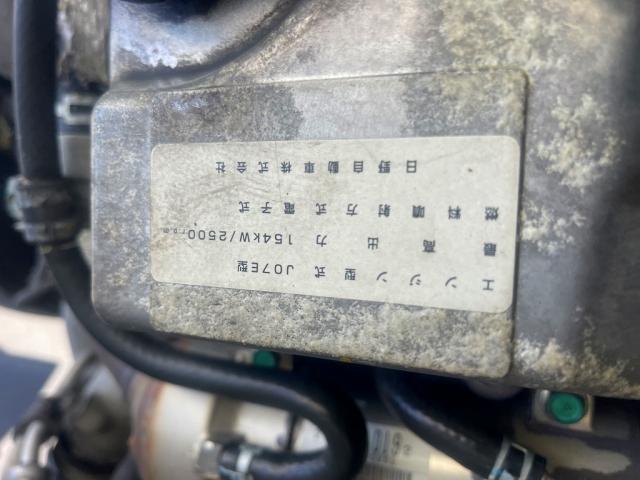 エンジン型式 J07E型
最高出力 154kW/2500r.p.m
燃料噴射方式 電子式
日野自動車株式会社